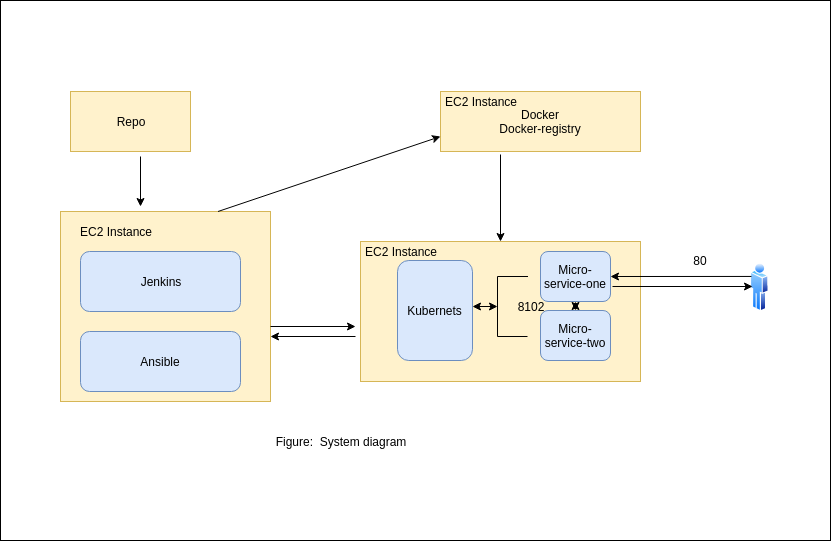 Repo
EC2 Instance
Docker
Docker-registry
EC2 Instance
Jenkins
Ansible
EC2 Instance
Kubernets
Micro-
service-one
8102
Micro-
service-two
80
Figure:  System diagram